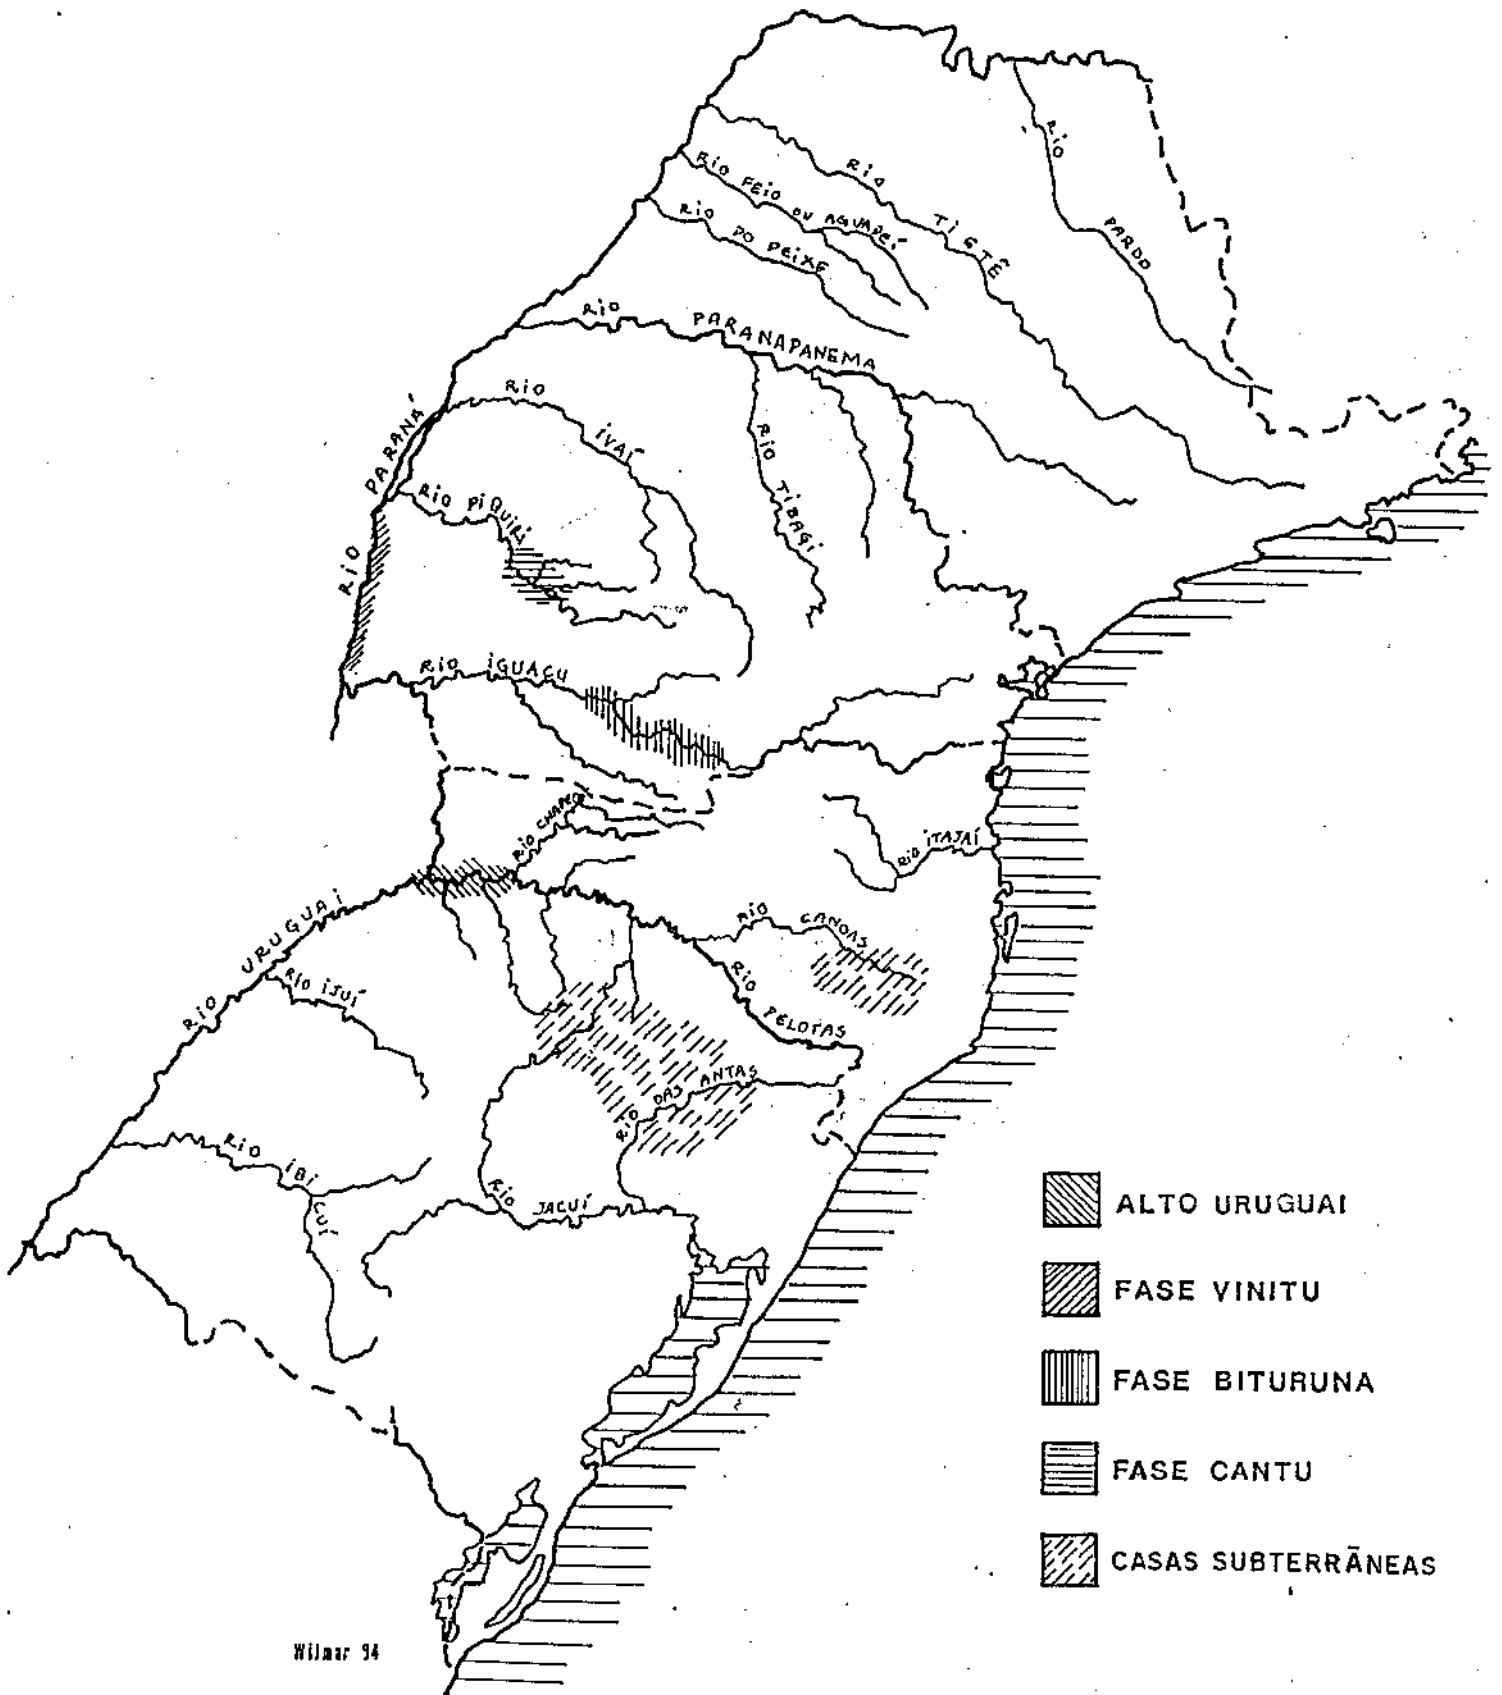 RIO
PARDO
RIO
TIETÊ
RIO FEIO OU AGUAPEÍ
RIO DO PEIXE
RIO PARANAPANEMA
RIO IVAÍ
RIO PARANÁ
RIO TIBAGI
RIO PIQUIRI
RIO IGUAÇU
RIO CHAPECÓ
RIO ITAJAÍ
RIO URUGUAI
RIO CANOAS
RIO IJUÍ
RIO PELOTAS
RIO DAS ANTAS
RIO IBICUÍ
RIO JACUÍ
ALTO URUGUAI
FASE VINITU
FASE BITURUNA
FASE CANTU
CASAS SUBTERRÃNEAS
Wilmar 94